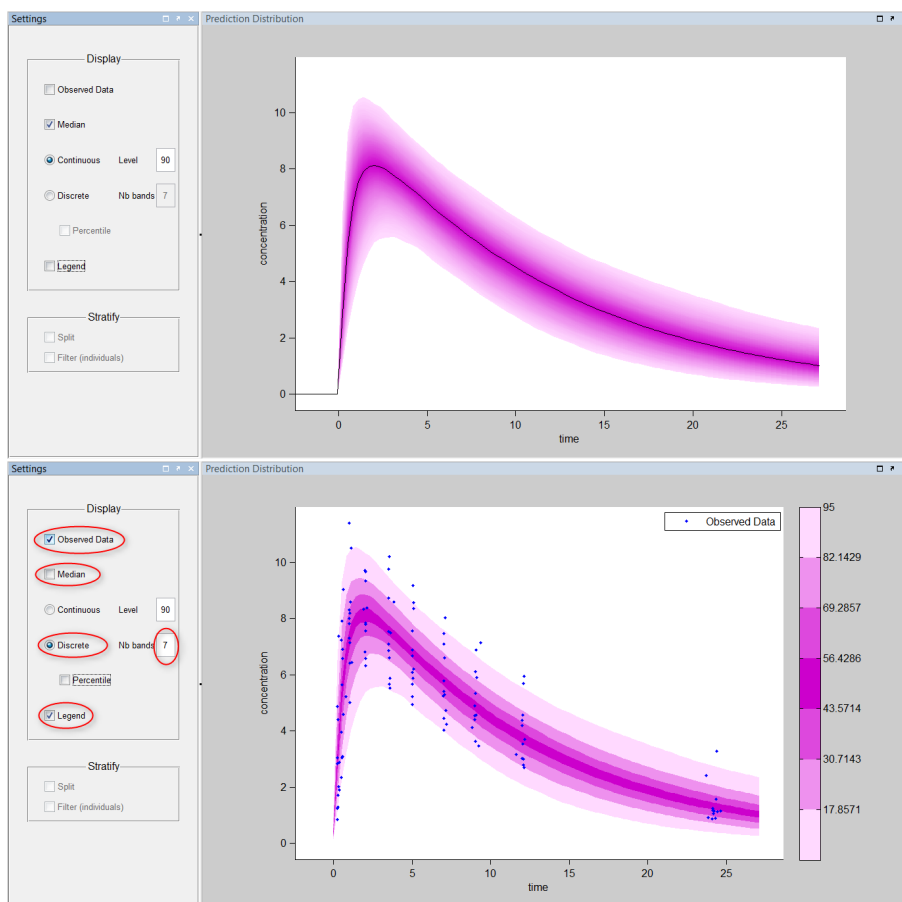 Settings
Prediction Distribution
Display
Observed Data
Median
Continuous Level 90
Discrete Nb bands 7
Percentile
Legend
Stratify
Split
Filter (individuals)
concentration
10
8
6
4
2
0
0 5 10 15 20 25
time
Settings
Prediction Distribution
Display
Observed Data
Median
Continuous Level 90
Discrete Nb bands 7
Percentile
Legend
Stratify
Split
Filter (individuals)
concentration
10
8
6
4
2
0
0 5 10 15 20 25
time
Observed Data
95
82.1429
69.2857
56.4286
43.5714
30.7143
17.8571